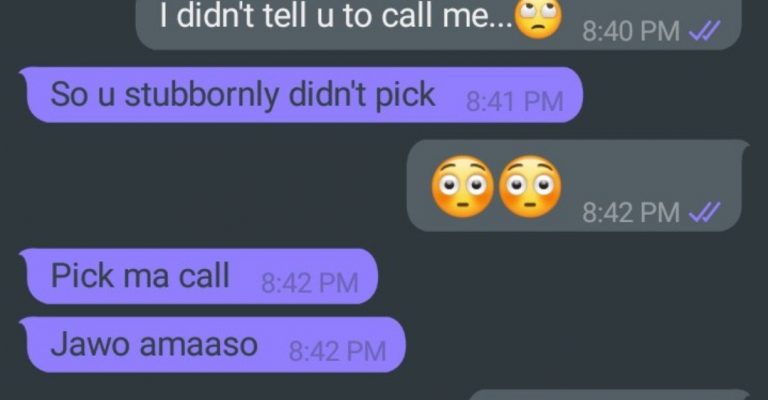 I didn't tell u to call me...🙄 8:40 PM
So u stubbornly didn't pick 8:41 PM
😳😳 8:42 PM
Pick ma call 8:42 PM
Jawo amaaso 8:42 PM